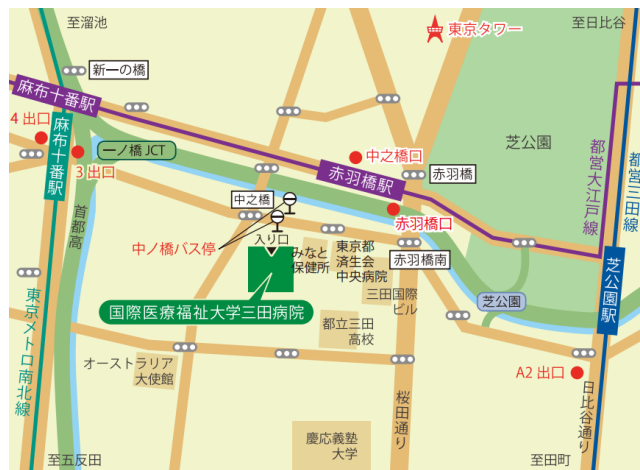 至溜池
東京タワー
至日比谷
新一の橋
麻布十番駅
4出口
麻布十番駅
一ノ橋JCT
3出口
中之橋口
赤羽橋
芝公園
赤羽橋駅
都営大江戸線
都営三田線
首都高
中之橋
赤羽橋口
中ノ橋バス停
入り口
みなと
保健所
東京都
済生会
中央病院
赤羽橋南
芝公園駅
国際医療福祉大学三田病院
三田国際
ビル
芝公園
東京メトロ南北線
都立三田
高校
オーストラリア
大使館
A2出口
桜田通り
日比谷通り
慶応義塾
大学
至五反田
至田町